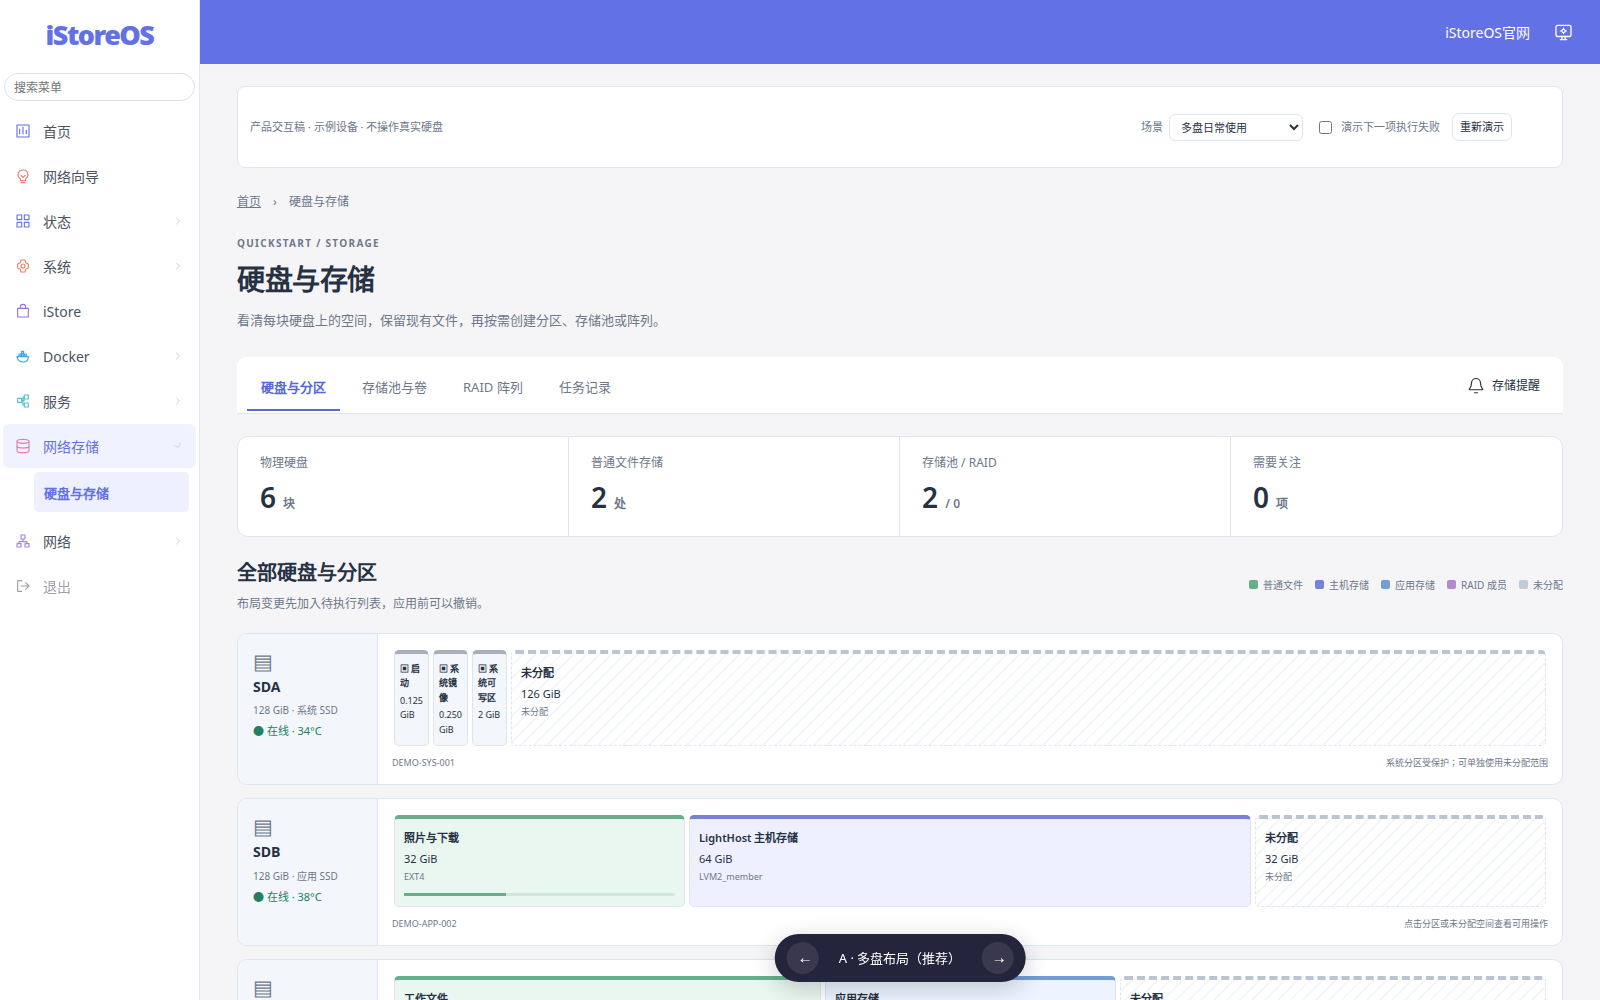 iStoreOS
搜索菜单
首页
网络向导
状态
系统
iStore
Docker
服务
网络存储
硬盘与存储
网络
退出
iStoreOS官网
产品交互稿 · 示例设备 · 不操作真实硬盘
场景 多盘日常使用 演示下一项执行失败 重新演示
首页 › 硬盘与存储
QUICKSTART / STORAGE
硬盘与存储
看清每块硬盘上的空间，保留现有文件，再按需创建分区、存储池或阵列。
硬盘与分区 存储池与卷 RAID 阵列 任务记录 存储提醒
物理硬盘
6 块
普通文件存储
2 处
存储池 / RAID
2 / 0
需要关注
0 项
全部硬盘与分区
布局变更先加入待执行列表，应用前可以撤销。
普通文件 主机存储 应用存储 RAID 成员 未分配
SDA
128 GiB · 系统 SSD
在线 · 34°C
启动
0.125 GiB
系统镜像
0.250 GiB
系统可写区
2 GiB
未分配
126 GiB
未分配
DEMO-SYS-001
系统分区受保护；可单独使用未分配范围
SDB
128 GiB · 应用 SSD
在线 · 38°C
照片与下载
32 GiB
EXT4
LightHost 主机存储
64 GiB
LVM2_member
未分配
32 GiB
未分配
DEMO-APP-002
点击分区或未分配空间查看可用操作
工作文件
应用存储
未分配
← A · 多盘布局（推荐） →